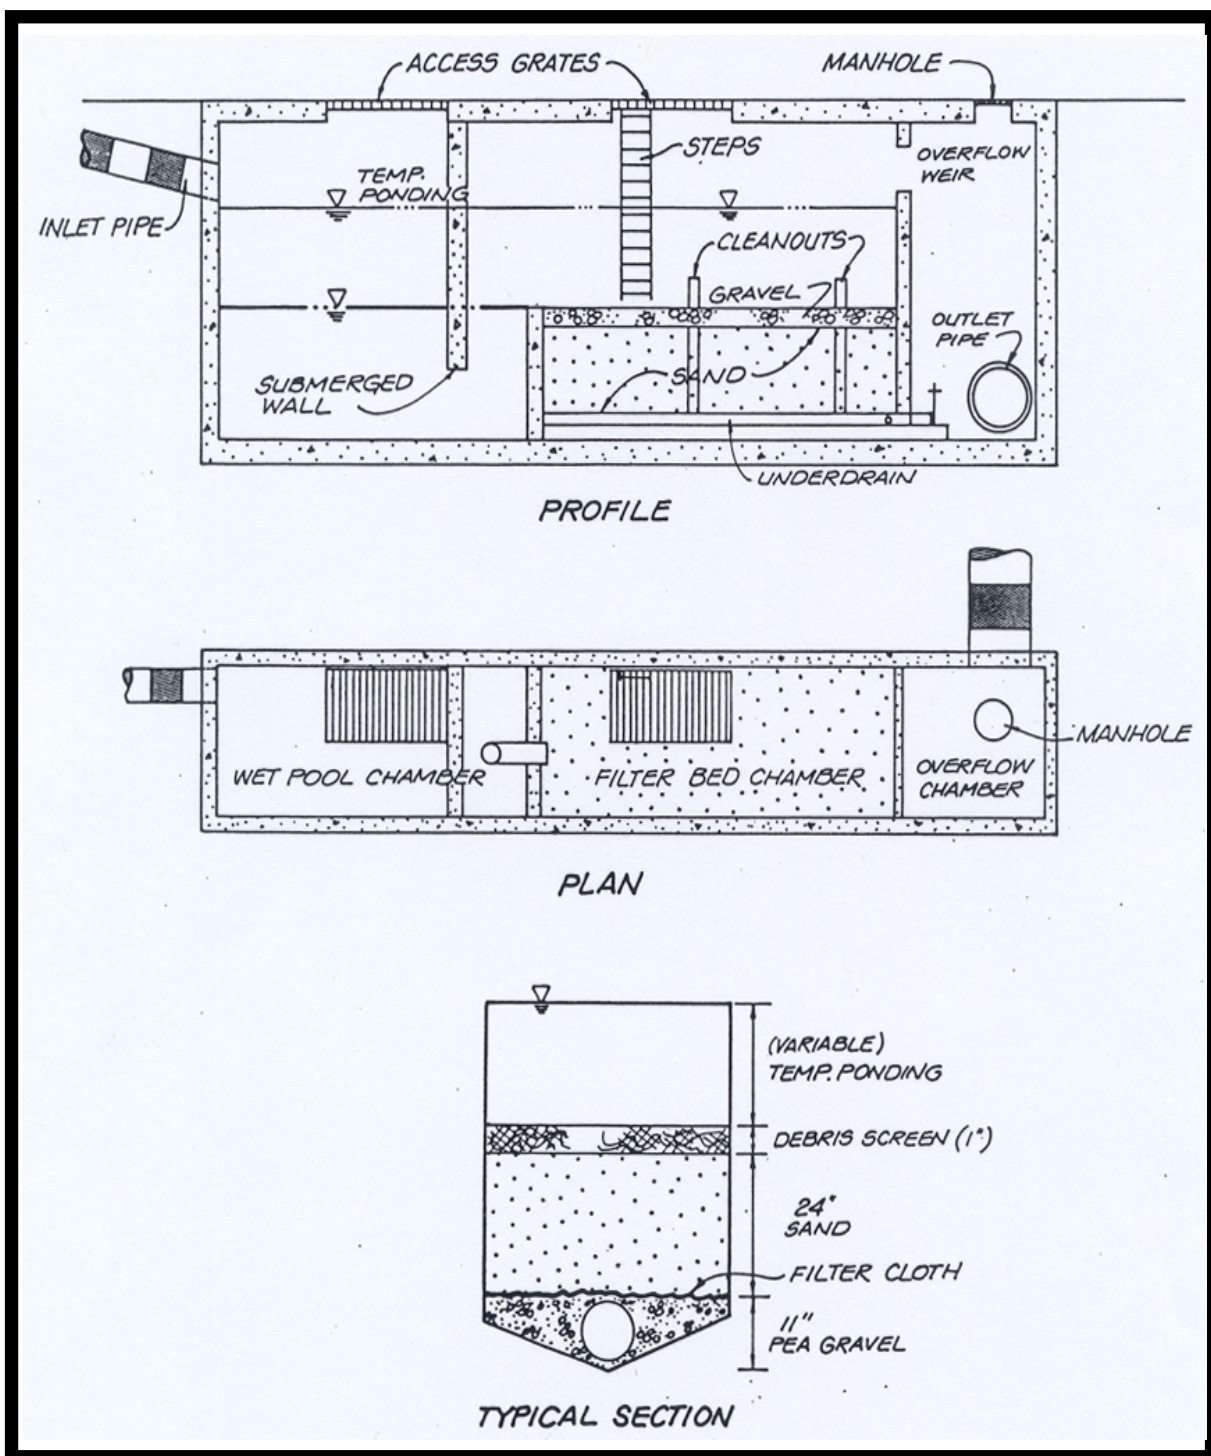 ACCESS GRATES
MANHOLE
STEPS
OVERFLOW
WEIR
TEMP.
PONDING
INLET PIPE
CLEANOUTS
GRAVEL
OUTLET
PIPE
SUBMERGED
WALL
SAND
UNDERDRAIN
PROFILE
MANHOLE
WET POOL CHAMBER
FILTER BED CHAMBER
OVERFLOW
CHAMBER
PLAN
(VARIABLE)
TEMP. PONDING
DEBRIS SCREEN (1")
24"
SAND
FILTER CLOTH
11"
PEA GRAVEL
TYPICAL SECTION